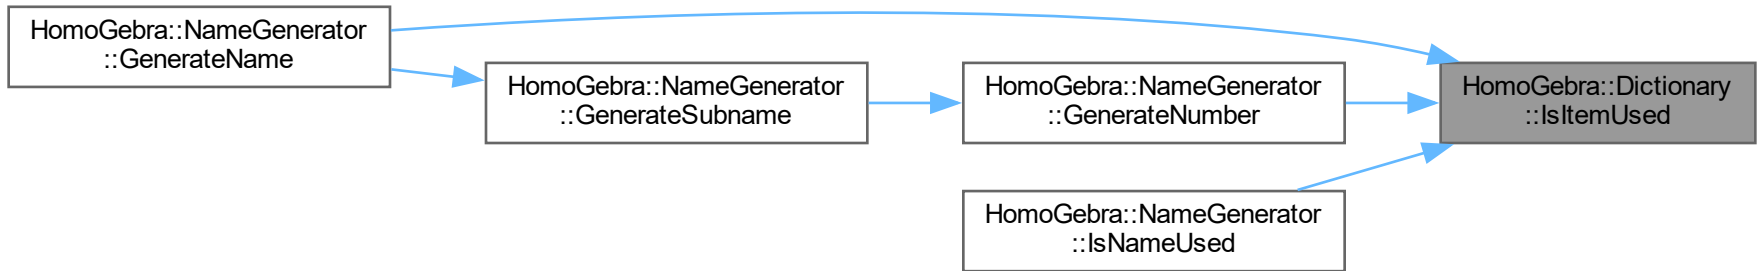 HomoGebra::NameGenerator
::GenerateName
HomoGebra::NameGenerator
::GenerateSubname
HomoGebra::NameGenerator
::GenerateNumber
HomoGebra::Dictionary
::IsItemUsed
HomoGebra::NameGenerator
::IsNameUsed